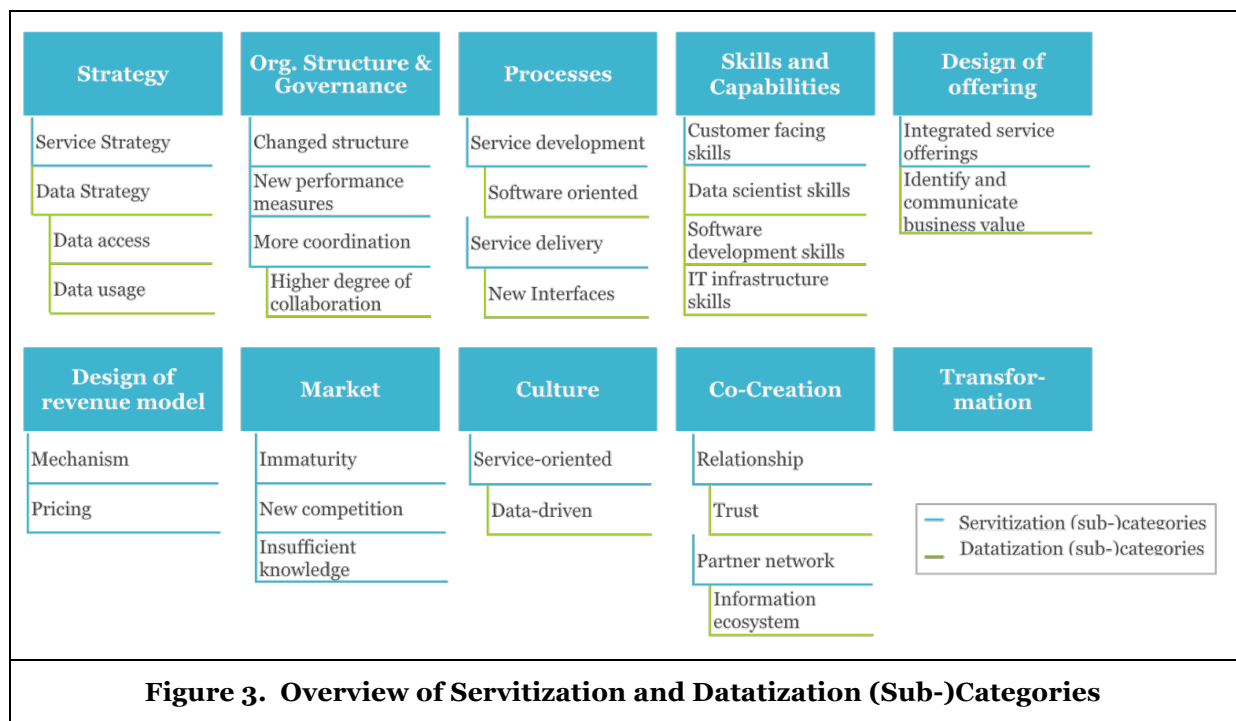 Strategy
Service Strategy
Data Strategy
Data access
Data usage
Org. Structure &
Governance
Changed structure
New performance
measures
More coordination
Higher degree of
collaboration
Processes
Service development
Software oriented
Service delivery
New Interfaces
Skills and
Capabilities
Customer facing
skills
Data scientist skills
Software
development skills
IT infrastructure
skills
Design of
offering
Integrated service
offerings
Identify and
communicate
business value
Design of
revenue model
Mechanism
Pricing
Market
Immaturity
New competition
Insufficient
knowledge
Culture
Service-oriented
Data-driven
Co-Creation
Relationship
Trust
Partner network
Information
ecosystem
Transfor-
mation
Servitization (sub-)categories
Datatization (sub-)categories
Figure 3. Overview of Servitization and Datatization (Sub-)Categories